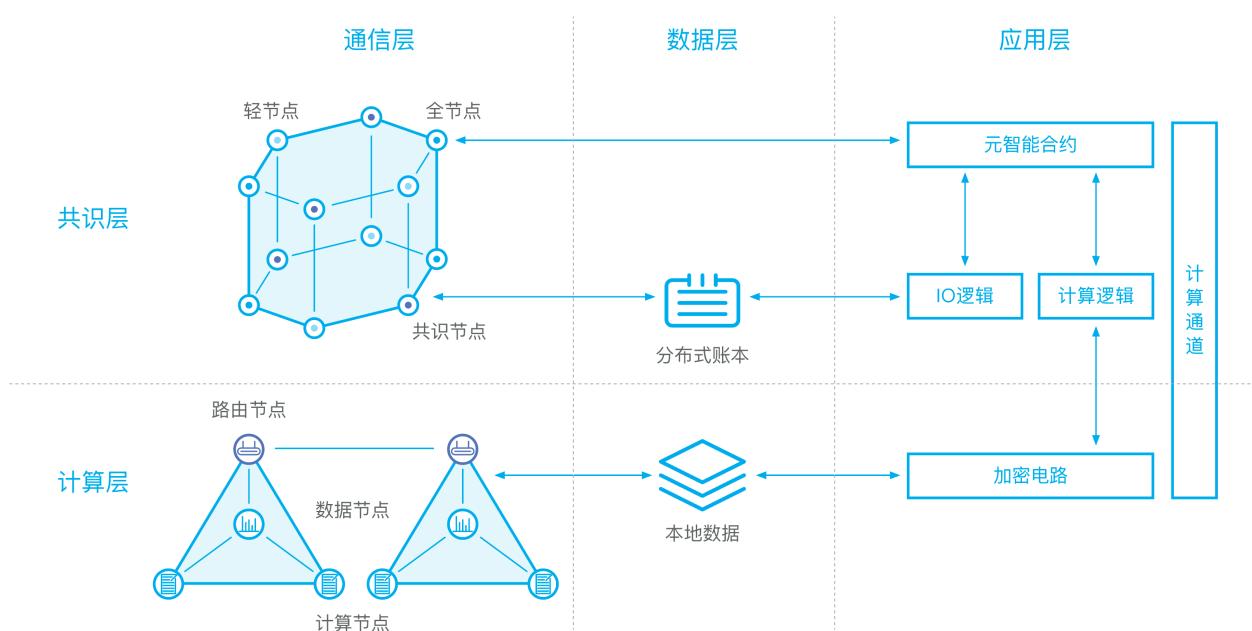 通信层
数据层
应用层
轻节点
全节点
元智能合约
共识层
IO逻辑
计算逻辑
计算通道
共识节点
分布式账本
路由节点
计算层
数据节点
加密电路
本地数据
计算节点